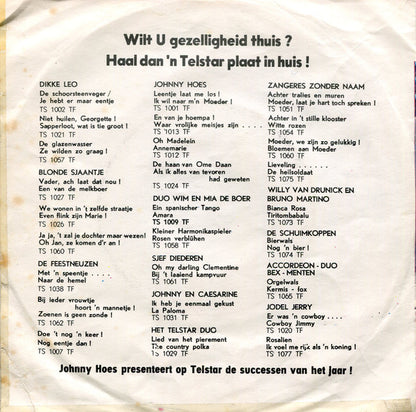 Wilt U gezelligheid thuis ?
Haal dan 'n Telstar plaat in huis !
DIKKE LEO
De schoorsteenveger /
Je hebt er maar eentje
TS 1002 TF
Niet huilen, Georgette !
Sapperloot, wat is tie groot !
TS 1021 TF
De glazenwasser
Ze wilden zo graag !
TS 1057 TF
BLONDE SJAANTJE
Vader, ach laat dat nou !
Een van de melkboer
TS 1027 TF
We wonen in 't zelfde straatje
Even flink zijn Marie !
TS 1026 TF
Ja ja, 't zal je dochter maar wezen!
Oh Jan, ze komen d'r an !
TS 1060 TF
DE FEESTNEUZEN
Met 'n speentje . . . .
Naar de hemel
TS 1038 TF
Bij ieder vrouwtje
hoort 'n mannetje !
Zoenen is geen zonde !
TS 1062 TF
Doe 't nog 'n keer !
Nog eentje dan !
TS 1007 TF
JOHNNY HOES
Leentje laat me los !
Ik wil naar m'n Moeder !
TS 1001 TF
En van je hoempa !
Waar vrolijke meisjes zijn . . . .
TS 1013 TF
Oh Madelein
Annemarie
TS 1012 TF
De haan van Ome Daan
Als ik alles van tevoren
had geweten
TS 1024 TF
DUO WIM EN MIA DE BOER
Ein spanischer Tango
Amara
TS 1009 TF
Kleiner Harmonikaspieler
Rosen verblühen
TS 1058 TF
SJEF DIEDEREN
Oh my darling Clementine
Bij 't laaiend kampvuur
TS 1061 TF
JOHNNY EN CAESARINE
Ik heb je eenmaal gekust
La Paloma
TS 1031 TF
HET TELSTAR DUO
Lied van het pierement
The country polka
TS 1029 TF
ZANGERES ZONDER NAAM
Achter tralies en muren
Moeder, laat je hart toch spreken !
TS 1051 TF
Achter in 't stille klooster
Witte rozen
TS 1054 TF
Moeder, we zijn zo gelukkig !
Bloemen aan Moeder
TS 1060 TF
Lieveling . . . . .
De heilsoldaat
TS 1075 TF
WILLY VAN DRUNICK EN
BRUNO MARTINO
Bianca Rosa
Tiritombabalu
TS 1073 TF
DE SCHUIMKOPPEN
Bierwals
Nog 'n bier !
TS 1074 TF
ACCORDEON - DUO
BEX - MENTEN
Orgelwals
Kermis - fox
TS 1065 TF
JODEL JERRY
Er was 'n cowboy . . . .
Cowboy Jimmy
TS 1020 TF
Rosalien
Ik voel me rijk als 'n koning !
TS 1077 TF
Johnny Hoes presenteert op Telstar de successen van het jaar !